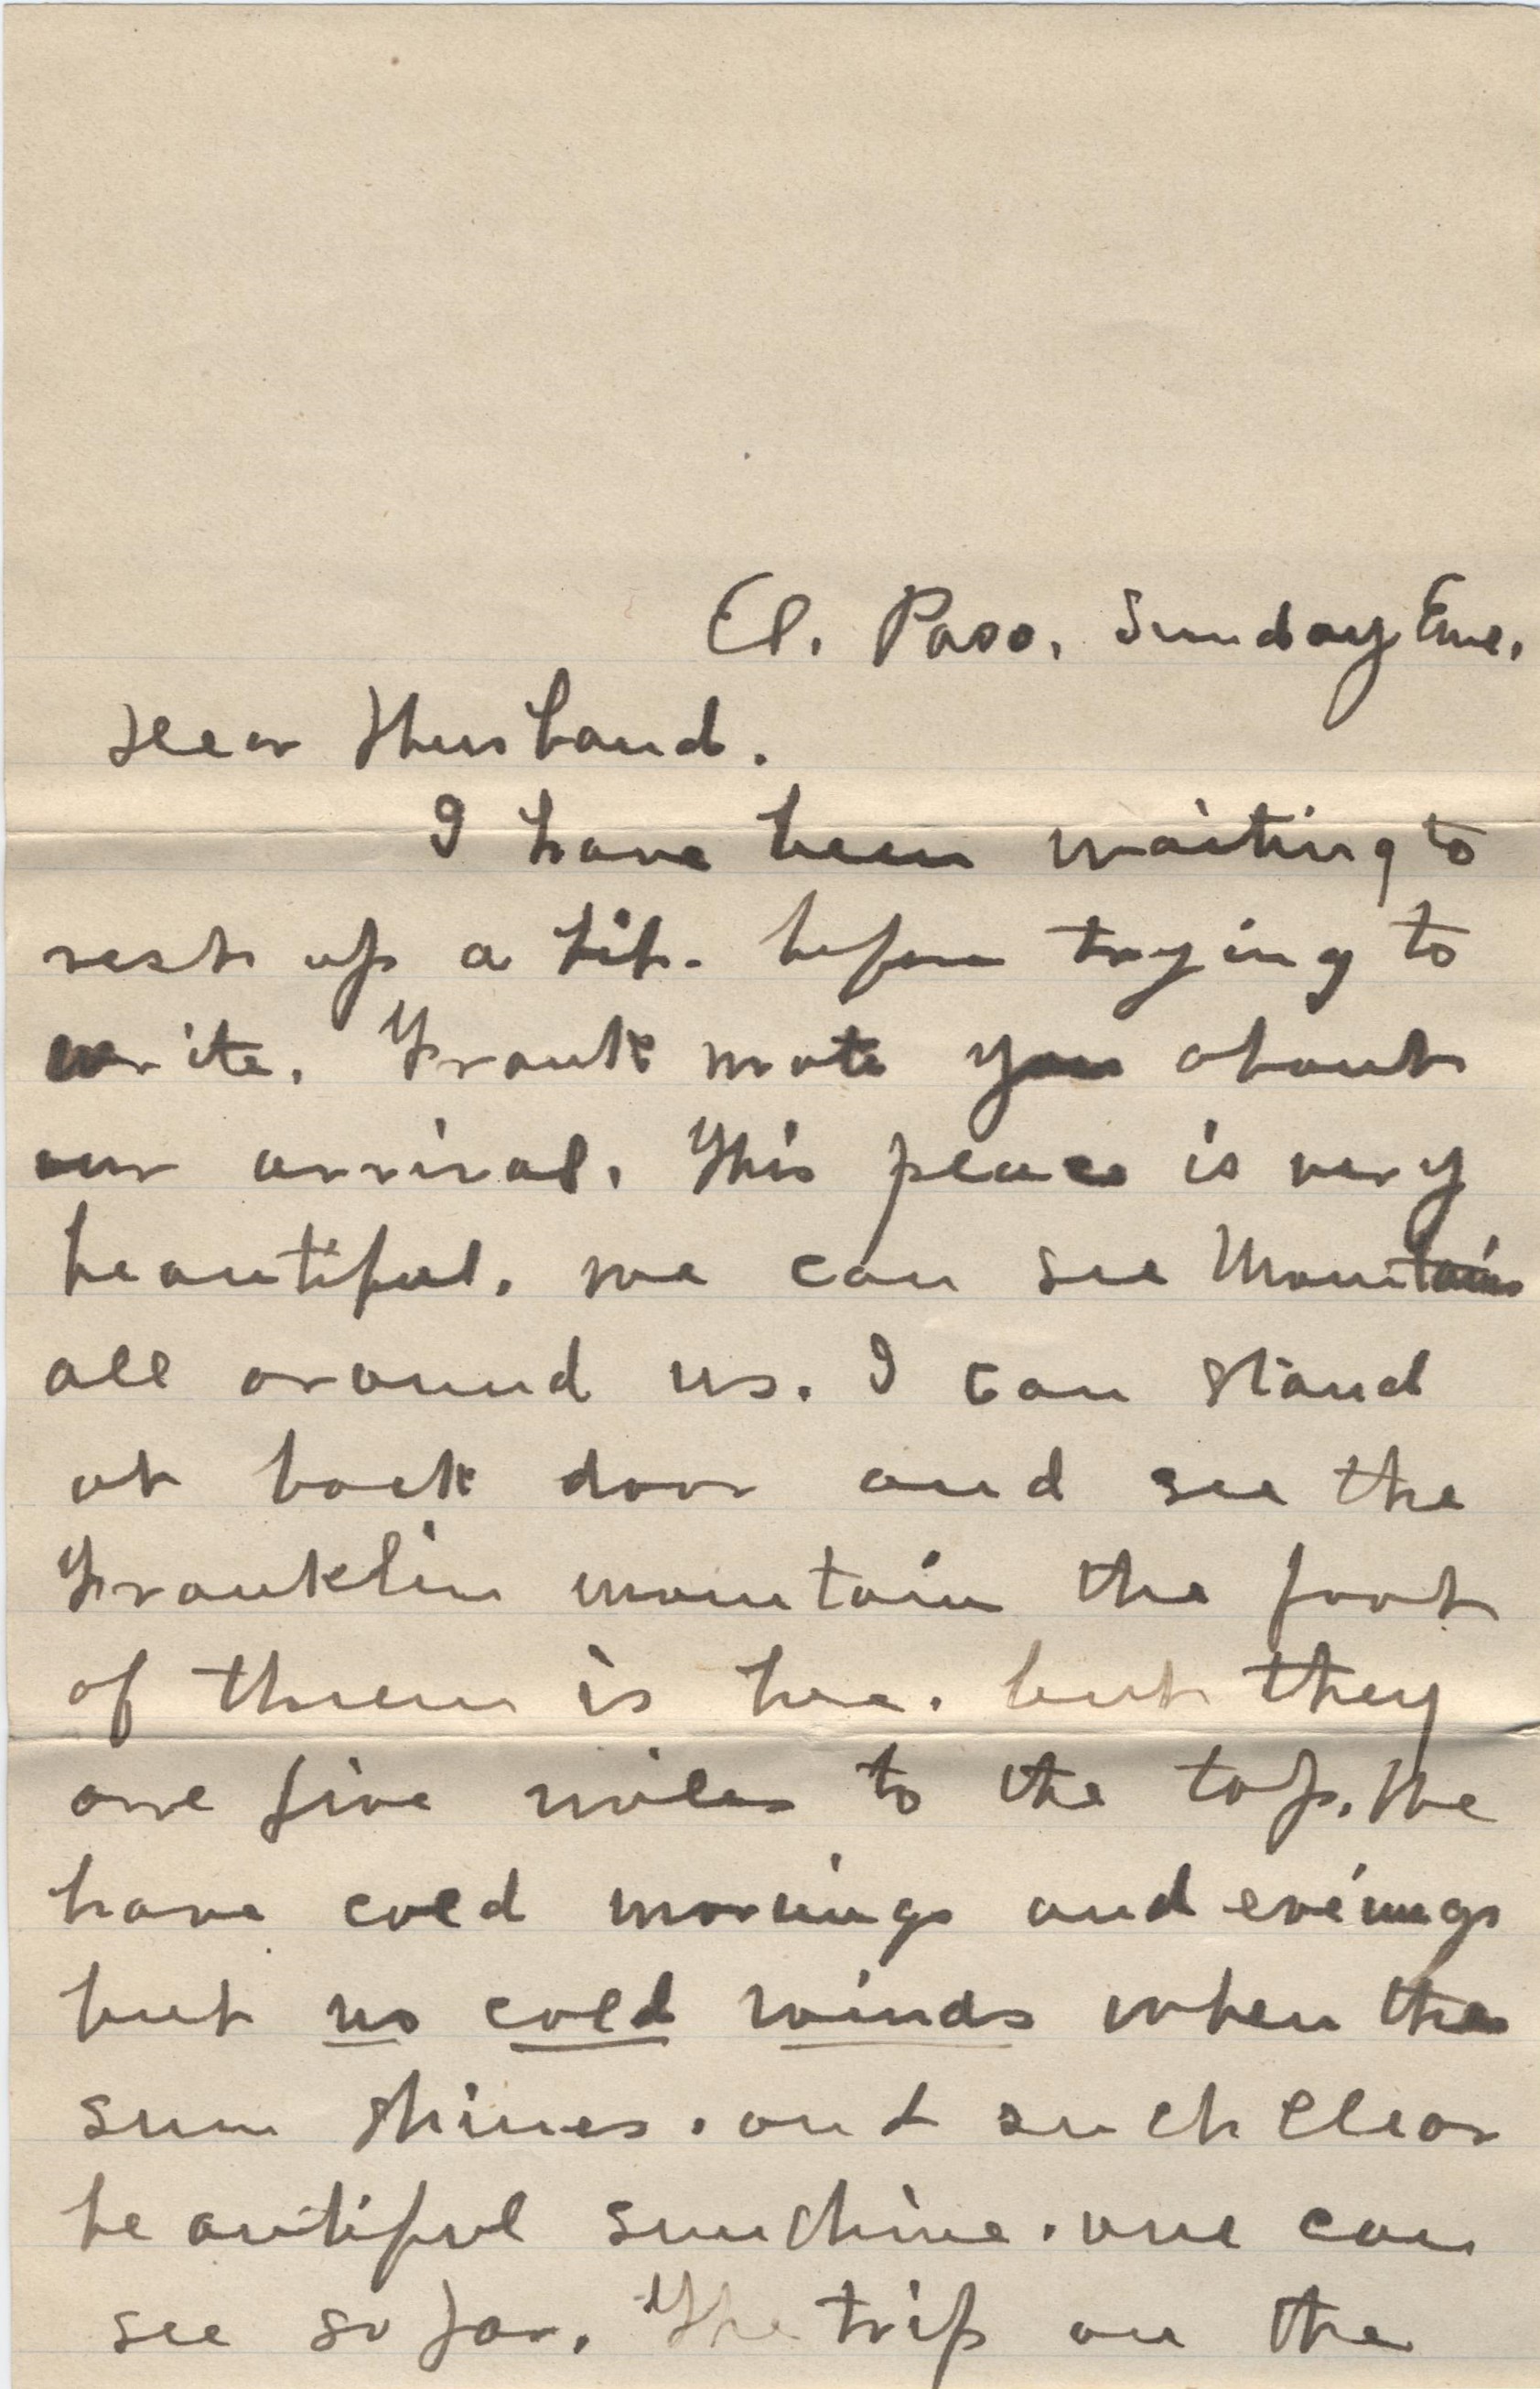 El. Paso. Sunday Eve.
Dear Husband.
I have been waiting to
rest up a bit. before trying to
write. Frank wrote you about
our arrival. This place is very
beautiful. we can see Mountains
all around us. I can stand
at back door and see the
Franklin mountain the foot
of them is here. but they
are five miles to the top. the
have cold mornings and evenings
but no cold winds when the
sun shines. and such clear
beautiful sunshine. one can
see so far. The trip on the